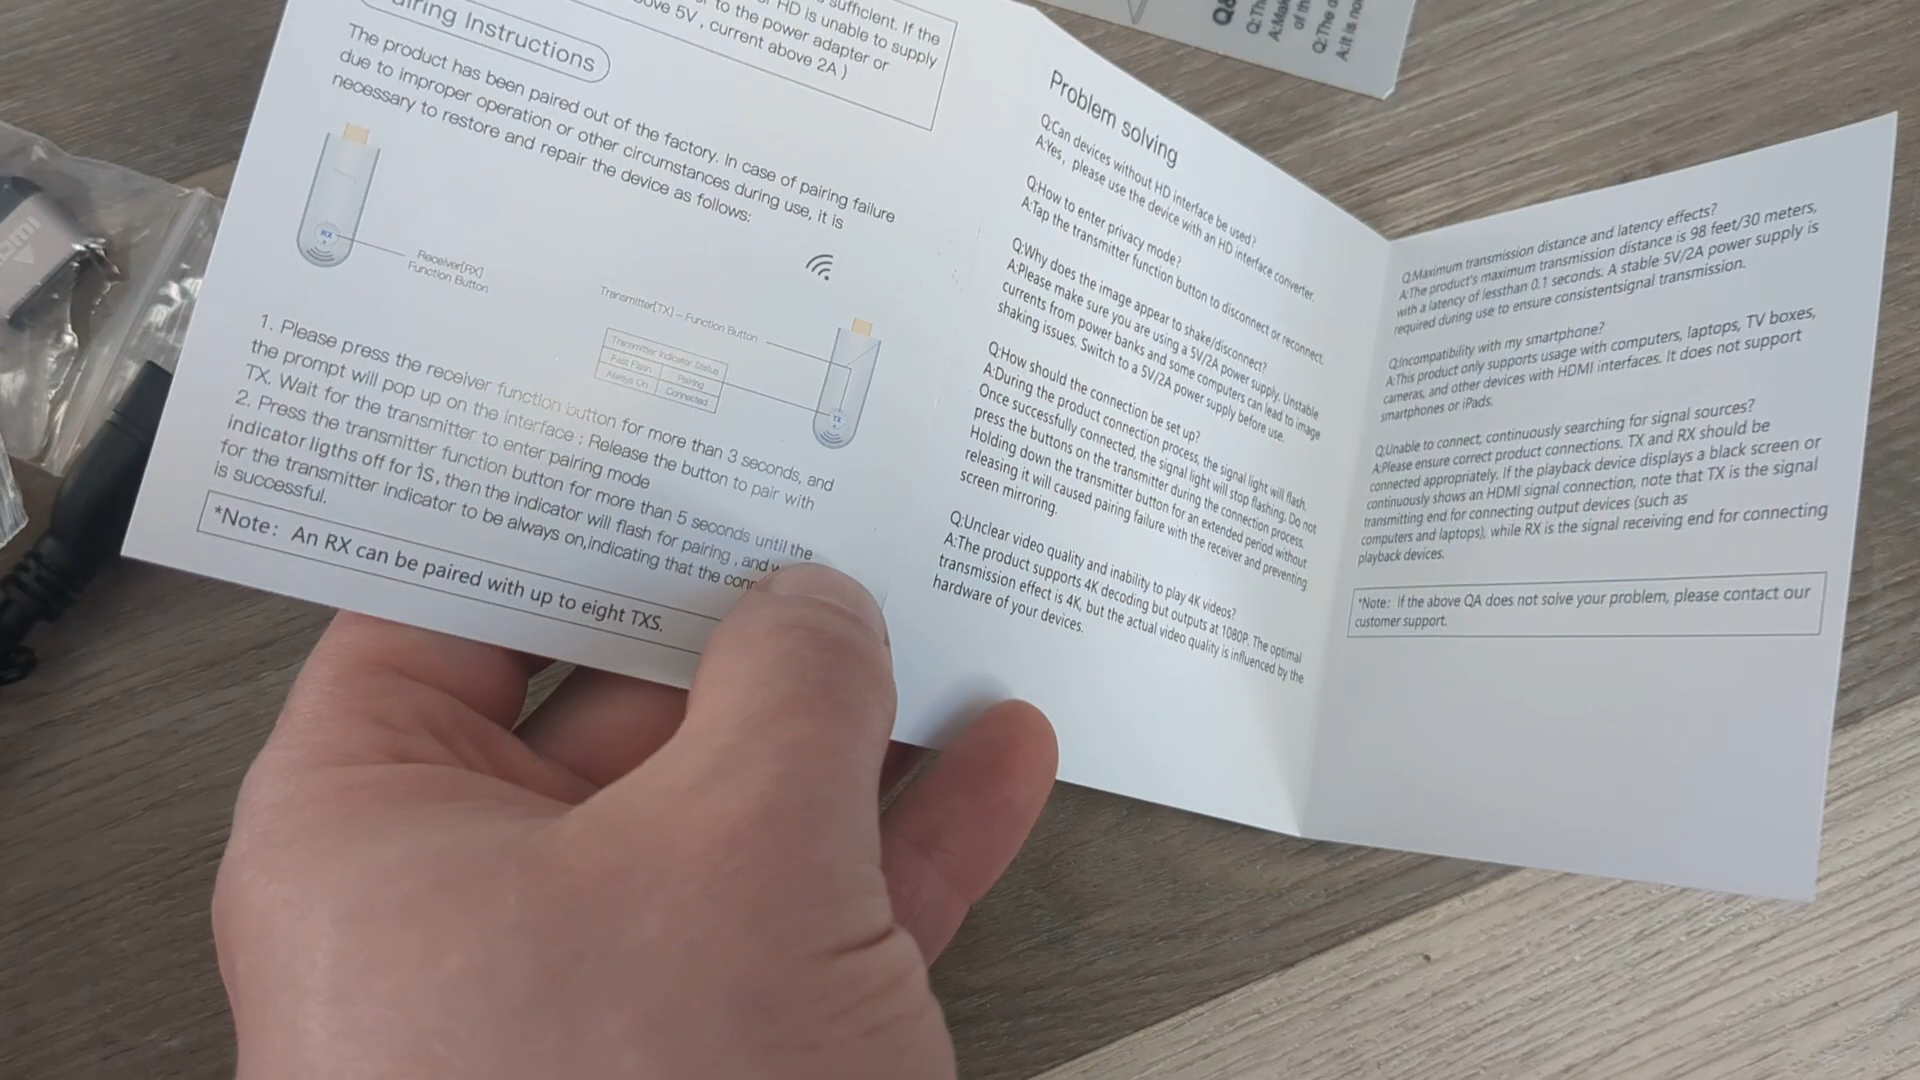 sufficient. If the
HD is unable to supply
to the power adapter or
ove 5V , current above 2A )
iring Instructions
The product has been paired out of the factory. In case of pairing failure
due to improper operation or other circumstances during use, it is
necessary to restore and repair the device as follows:
RX
Receiver[RX]
Function Button
Transmitter[TX] – Function Button
Transmitter Indicator Status
Fast Flash Pairing
Always On Connected
TX
1. Please press the receiver function button for more than 3 seconds, and
the prompt will pop up on the interface ; Release the button to pair with
TX. Wait for the transmitter to enter pairing mode
2. Press the transmitter function button for more than 5 seconds until the
indicator ligths off for 1S, then the indicator will flash for pairing , and w
for the transmitter indicator to be always on,indicating that the conn
is successful.
*Note: An RX can be paired with up to eight TXS.
Problem solving
Q:Can devices without HD interface be used?
A:Yes, please use the device with an HD interface converter.
Q:How to enter privacy mode?
A:Tap the transmitter function button to disconnect or reconnect.
Q:Why does the image appear to shake/disconnect?
A:Please make sure you are using a 5V/2A power supply. Unstable
currents from power banks and some computers can lead to image
shaking issues. Switch to a 5V/2A power supply before use.
Q:How should the connection be set up?
A:During the product connection process, the signal light will flash.
Once successfully connected, the signal light will stop flashing. Do not
press the buttons on the transmitter during the connection process.
Holding down the transmitter button for an extended period without
releasing it will caused pairing failure with the receiver and preventing
screen mirroring.
Q:Unclear video quality and inability to play 4K videos?
A:The product supports 4K decoding but outputs at 1080P. The optimal
transmission effect is 4K, but the actual video quality is influenced by the
hardware of your devices.
Q:Maximum transmission distance and latency effects?
A:The product's maximum transmission distance is 98 feet/30 meters,
with a latency of lessthan 0.1 seconds. A stable 5V/2A power supply is
required during use to ensure consistentsignal transmission.
Q:Incompatibility with my smartphone?
A:This product only supports usage with computers, laptops, TV boxes,
cameras, and other devices with HDMI interfaces. It does not support
smartphones or iPads.
Q:Unable to connect, continuously searching for signal sources?
A:Please ensure correct product connections. TX and RX should be
connected appropriately. If the playback device displays a black screen or
continuously shows an HDMI signal connection, note that TX is the signal
transmitting end for connecting output devices (such as
computers and laptops), while RX is the signal receiving end for connecting
playback devices.
*Note: If the above QA does not solve your problem, please contact our
customer support.
Q&
Q: Th
A:Mak
of th
Q:The d
A:It is no